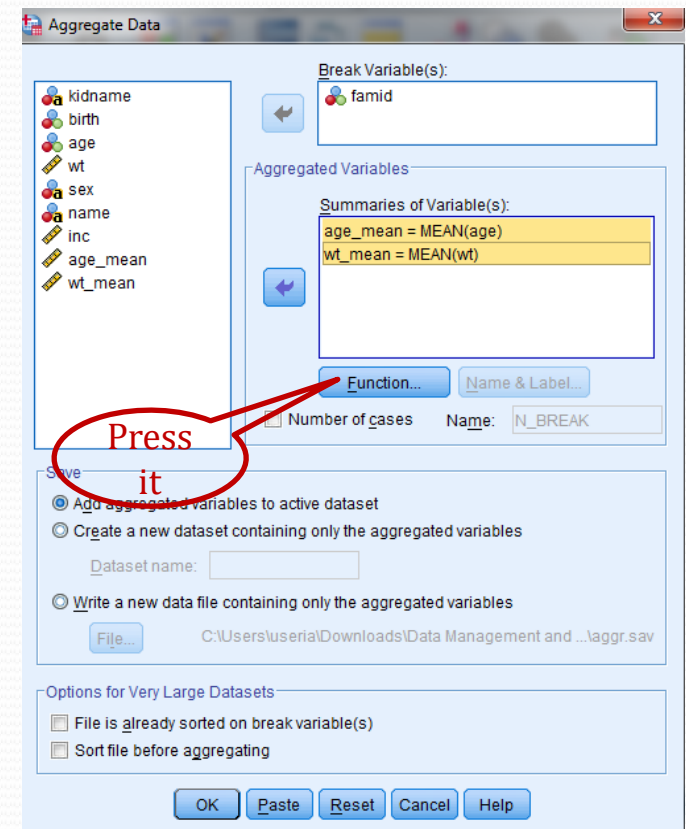 Aggregate Data
kidname
birth
age
wt
sex
name
inc
age_mean
wt_mean
Break Variable(s):
famid
Aggregated Variables
Summaries of Variable(s):
age_mean = MEAN(age)
wt_mean = MEAN(wt)
Function... Name & Label...
Number of cases Name: N_BREAK
Press
it
Save
Add aggregated variables to active dataset
Create a new dataset containing only the aggregated variables
Dataset name:
Write a new data file containing only the aggregated variables
File... C:\Users\useria\Downloads\Data Management and ...\aggr.sav
Options for Very Large Datasets
File is already sorted on break variable(s)
Sort file before aggregating
OK Paste Reset Cancel Help